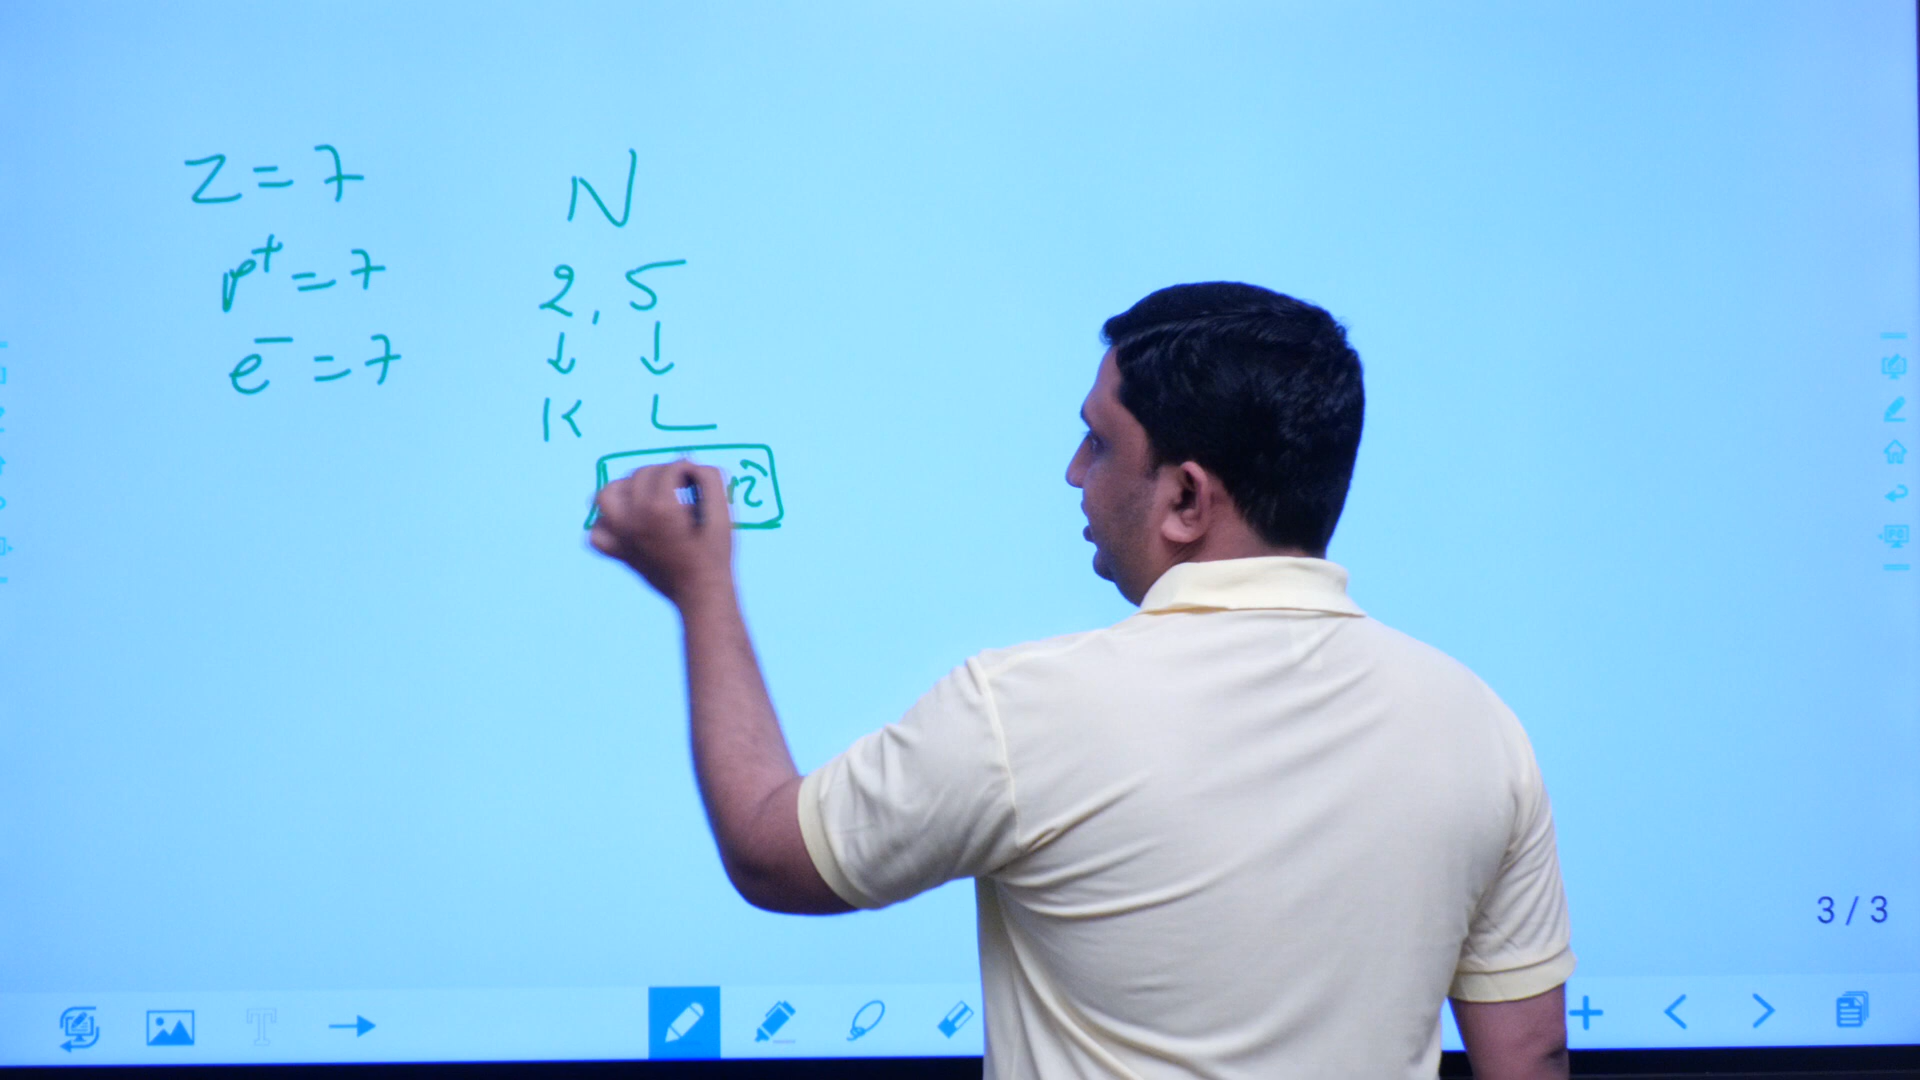 Z = 7
p⁺ = 7
e⁻ = 7
N
2, 5
↓ ↓
K L
3 / 3